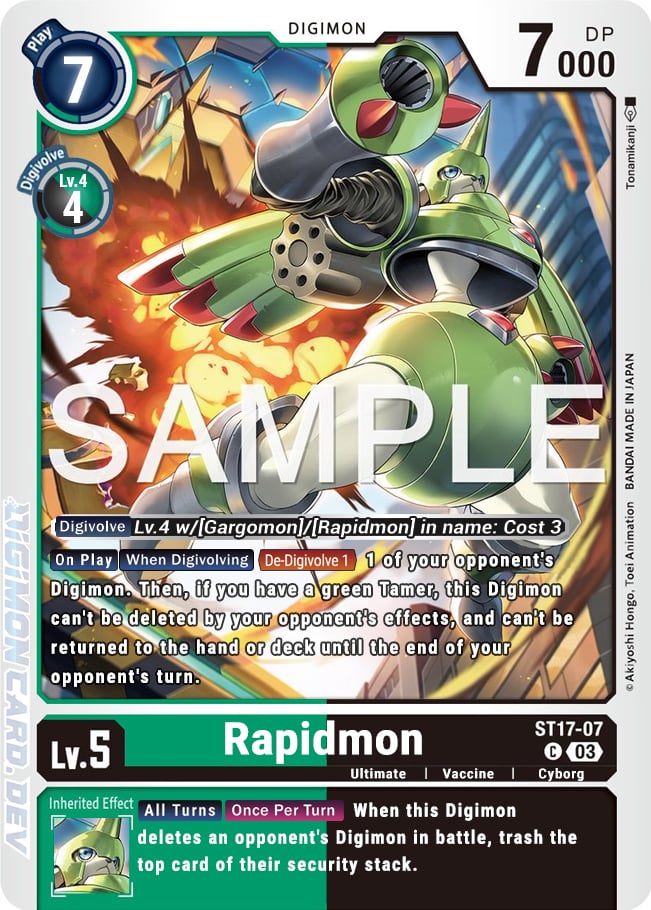 DIGIMON
Play
7
7000
DP
Digivolve
Lv.4
4
Tonamikanji
SAMPLE
Digivolve Lv.4 w/[Gargomon]/[Rapidmon] in name: Cost 3
On Play When Digivolving De-Digivolve 1 1 of your opponent's
Digimon. Then, if you have a green Tamer, this Digimon
can't be deleted by your opponent's effects, and can't be
returned to the hand or deck until the end of your
opponent's turn.
© Akiyoshi Hongo, Toei Animation BANDAI MADE IN JAPAN
DIGIMONCARD.DEV
Lv.5
Rapidmon
ST17-07
C 03
Ultimate | Vaccine | Cyborg
Inherited Effect
All Turns Once Per Turn When this Digimon
deletes an opponent's Digimon in battle, trash the
top card of their security stack.